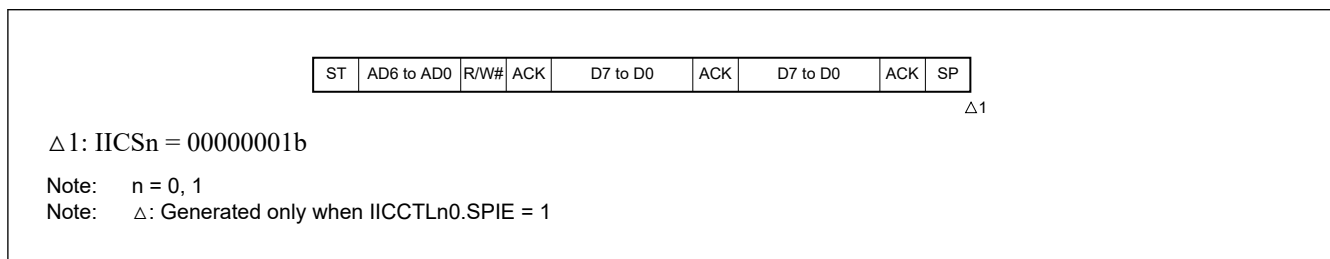 ST AD6 to AD0 R/W# ACK D7 to D0 ACK D7 to D0 ACK SP
△1
△1: IICSn = 00000001b
Note: n = 0, 1
Note: △: Generated only when IICCTLn0.SPIE = 1